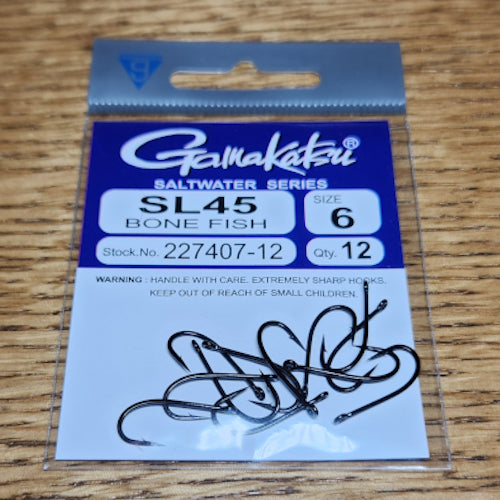 G
Gamakatsu®
SALTWATER SERIES
SL45
BONE FISH
SIZE
6
Stock.No. 227407-12
Qty. 12
WARNING : HANDLE WITH CARE. EXTREMELY SHARP HOOKS.
KEEP OUT OF REACH OF SMALL CHILDREN.